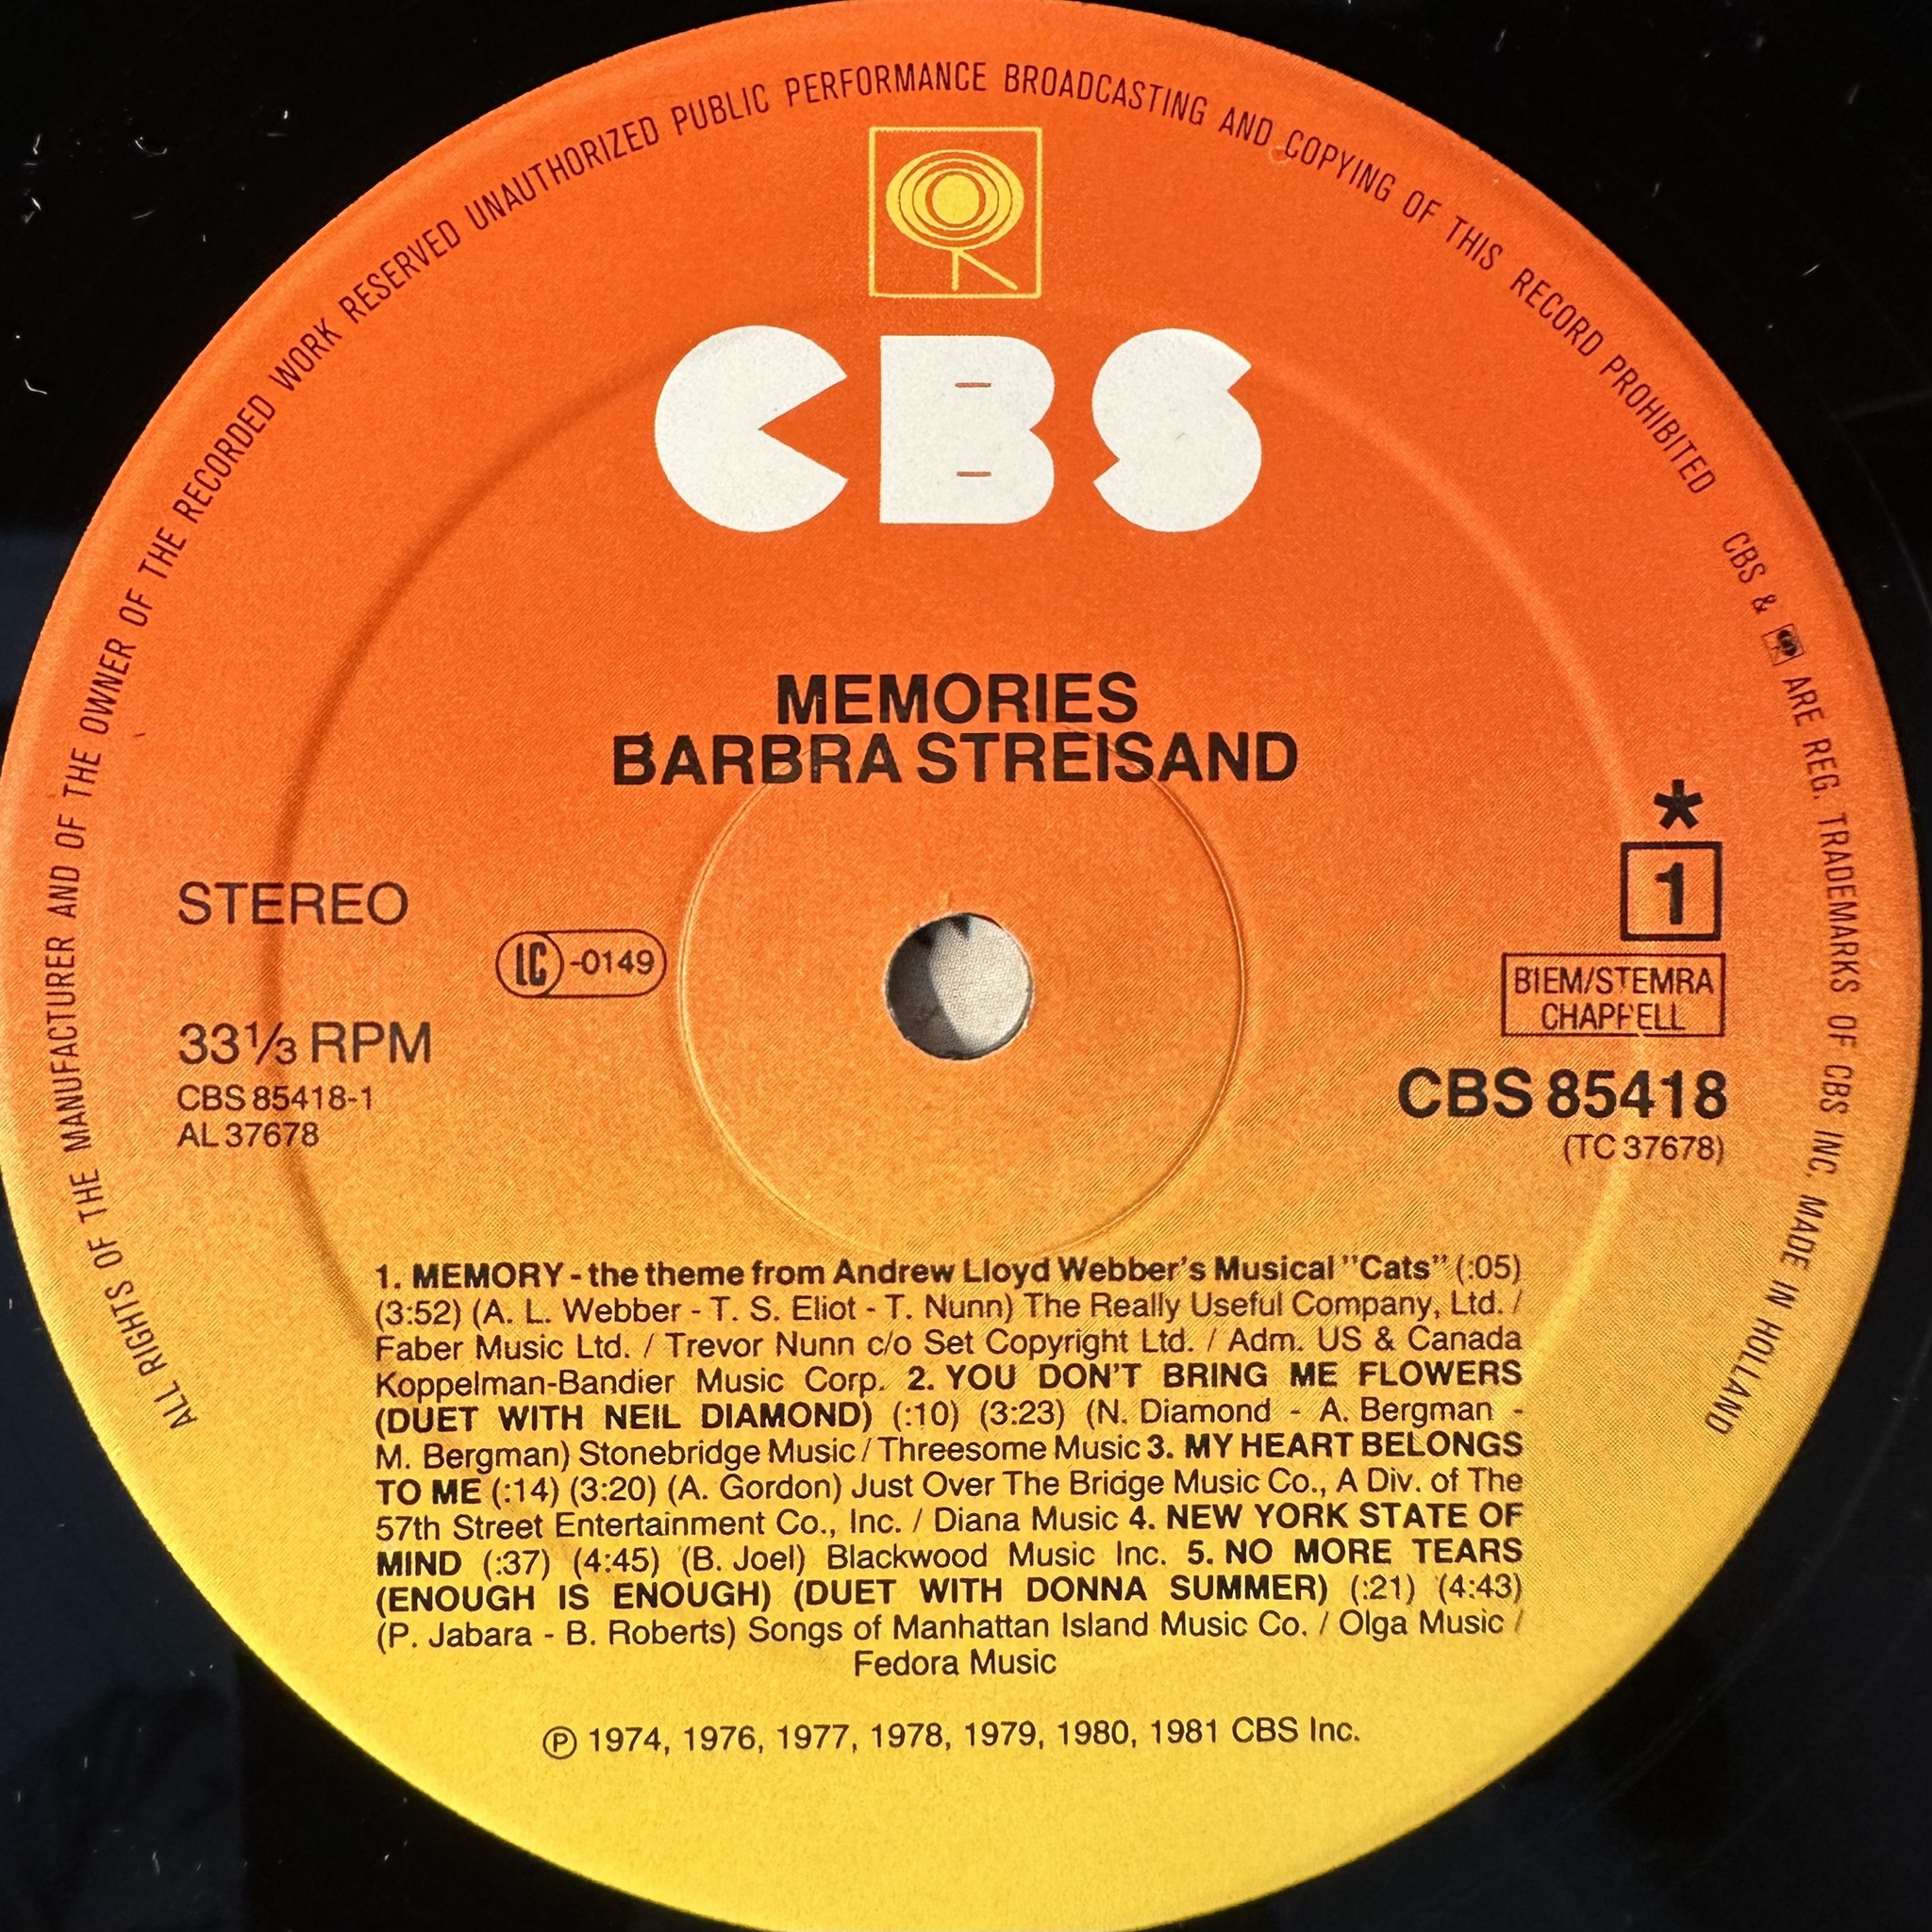 ALL RIGHTS OF THE MANUFACTURER AND OF THE OWNER OF THE RECORDED WORK RESERVED UNAUTHORIZED PUBLIC PERFORMANCE BROADCASTING AND COPYING OF THIS RECORD PROHIBITED CBS & ARE REG. TRADEMARKS OF CBS INC. MADE IN HOLLAND
CBS
MEMORIES
BARBRA STREISAND
*
1
STEREO
LC-0149
BIEM/STEMRA
CHAPPELL
33⅓ RPM
CBS 85418-1
AL 37678
CBS 85418
(TC 37678)
1. MEMORY - the theme from Andrew Lloyd Webber's Musical "Cats" (:05)
(3:52) (A. L. Webber - T. S. Eliot - T. Nunn) The Really Useful Company, Ltd. /
Faber Music Ltd. / Trevor Nunn c/o Set Copyright Ltd. / Adm. US & Canada
Koppelman-Bandier Music Corp. 2. YOU DON'T BRING ME FLOWERS
(DUET WITH NEIL DIAMOND) (:10) (3:23) (N. Diamond - A. Bergman -
M. Bergman) Stonebridge Music / Threesome Music 3. MY HEART BELONGS
TO ME (:14) (3:20) (A. Gordon) Just Over The Bridge Music Co., A Div. of The
57th Street Entertainment Co., Inc. / Diana Music 4. NEW YORK STATE OF
MIND (:37) (4:45) (B. Joel) Blackwood Music Inc. 5. NO MORE TEARS
(ENOUGH IS ENOUGH) (DUET WITH DONNA SUMMER) (:21) (4:43)
(P. Jabara - B. Roberts) Songs of Manhattan Island Music Co. / Olga Music /
Fedora Music
Ⓟ 1974, 1976, 1977, 1978, 1979, 1980, 1981 CBS Inc.